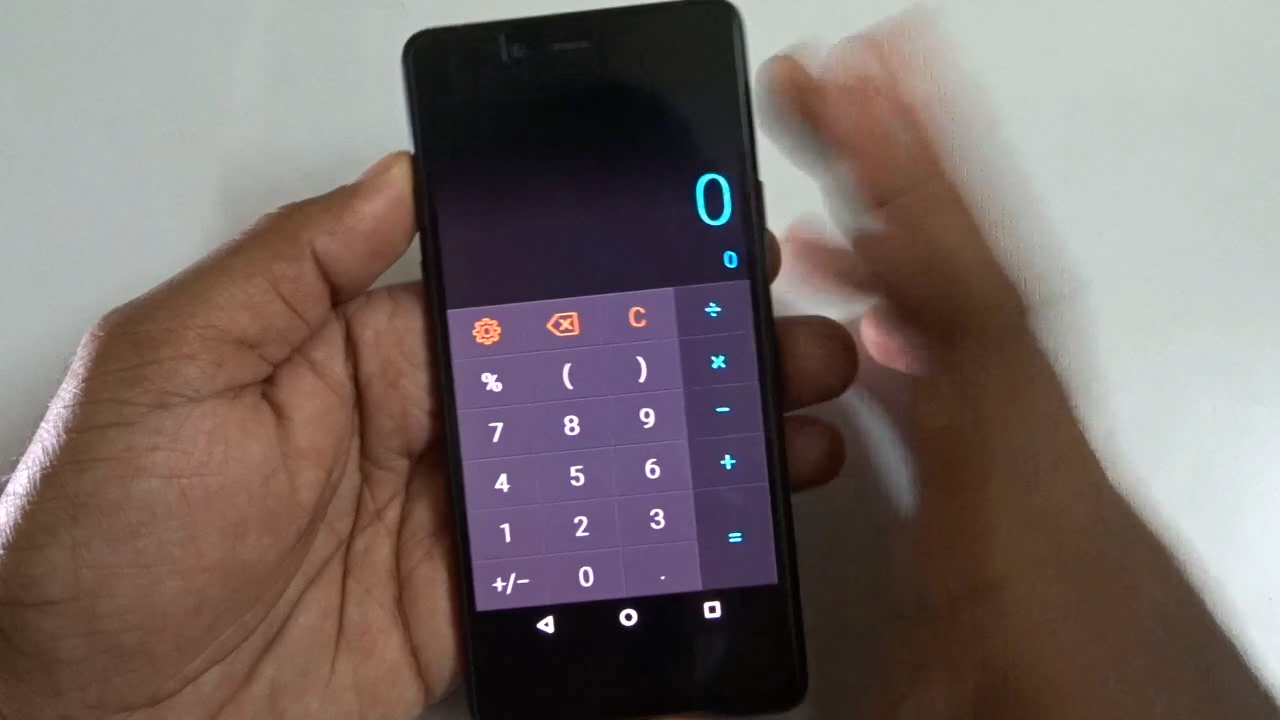 0
0
C ÷
% ( ) ×
7 8 9 −
4 5 6 +
1 2 3 =
+/− 0 .